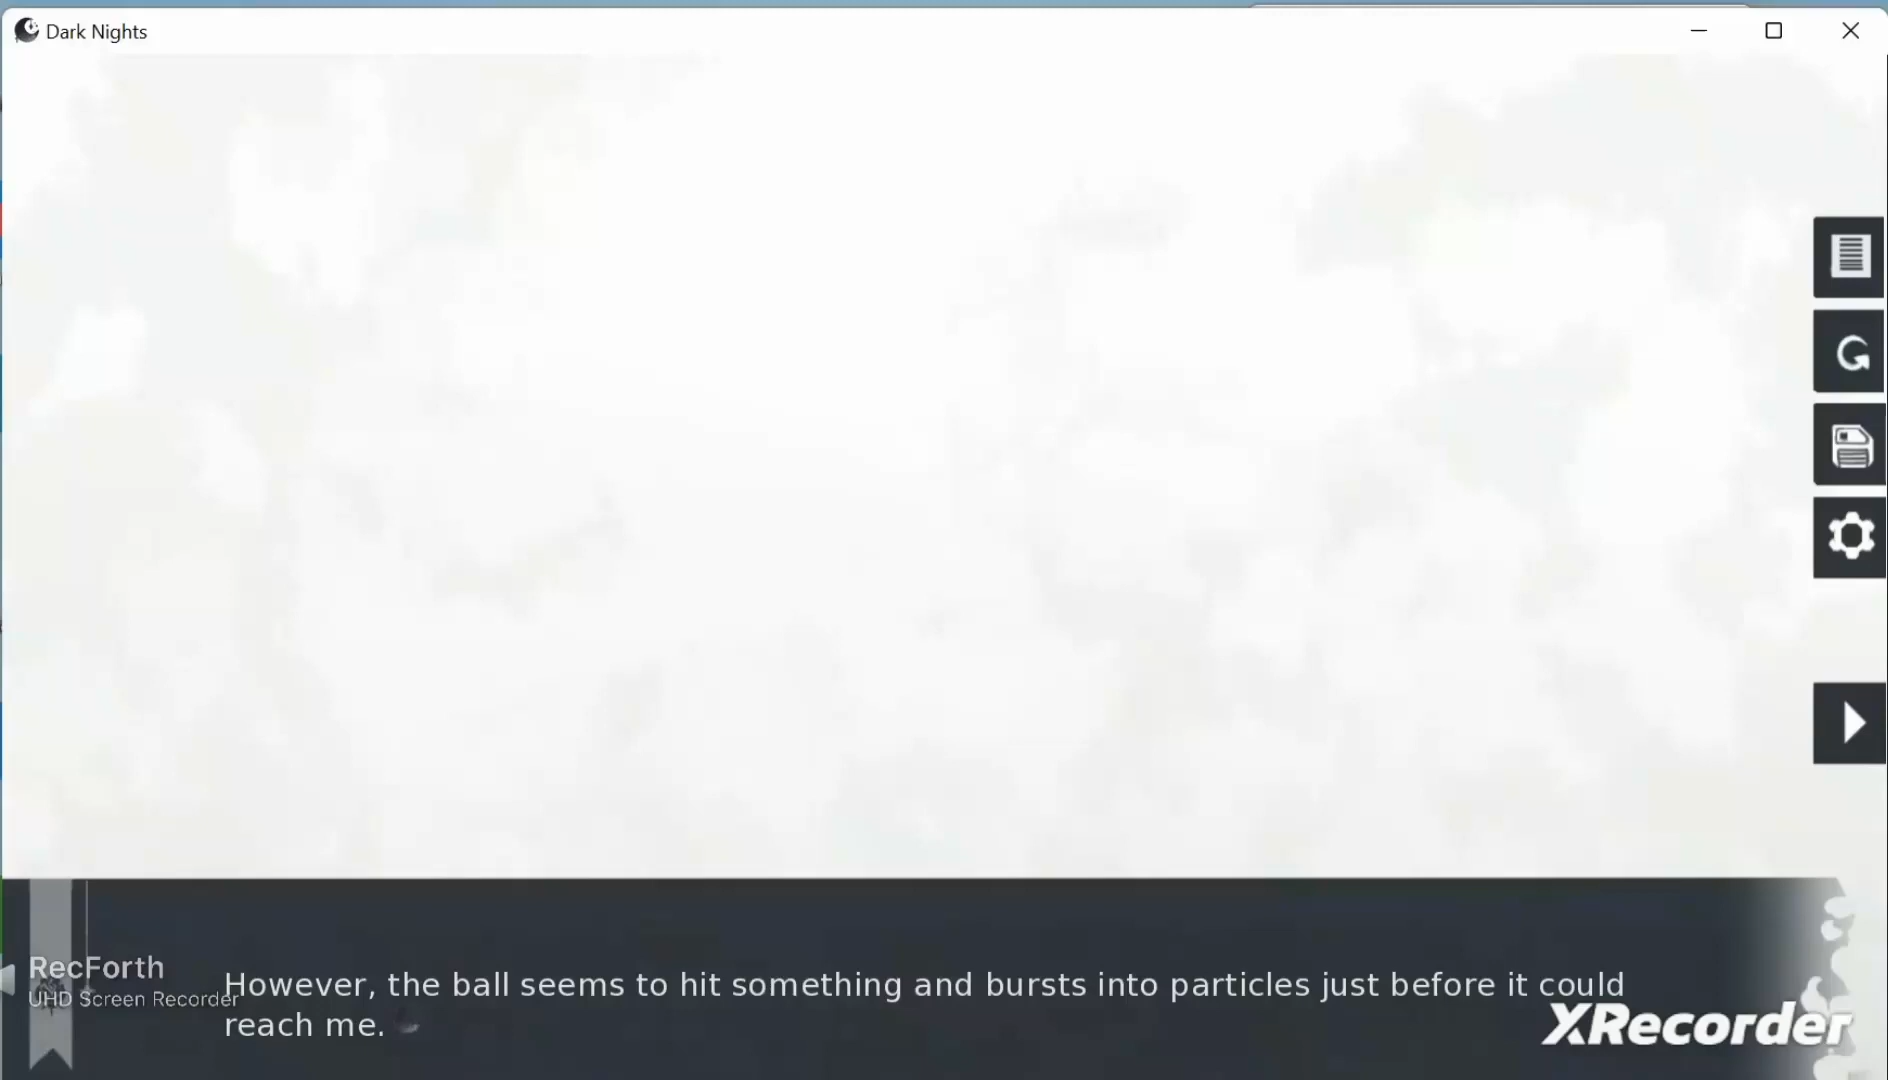 Dark Nights
RecForth
UHD Screen Recorder
However, the ball seems to hit something and bursts into particles just before it could
reach me.
XRecorder